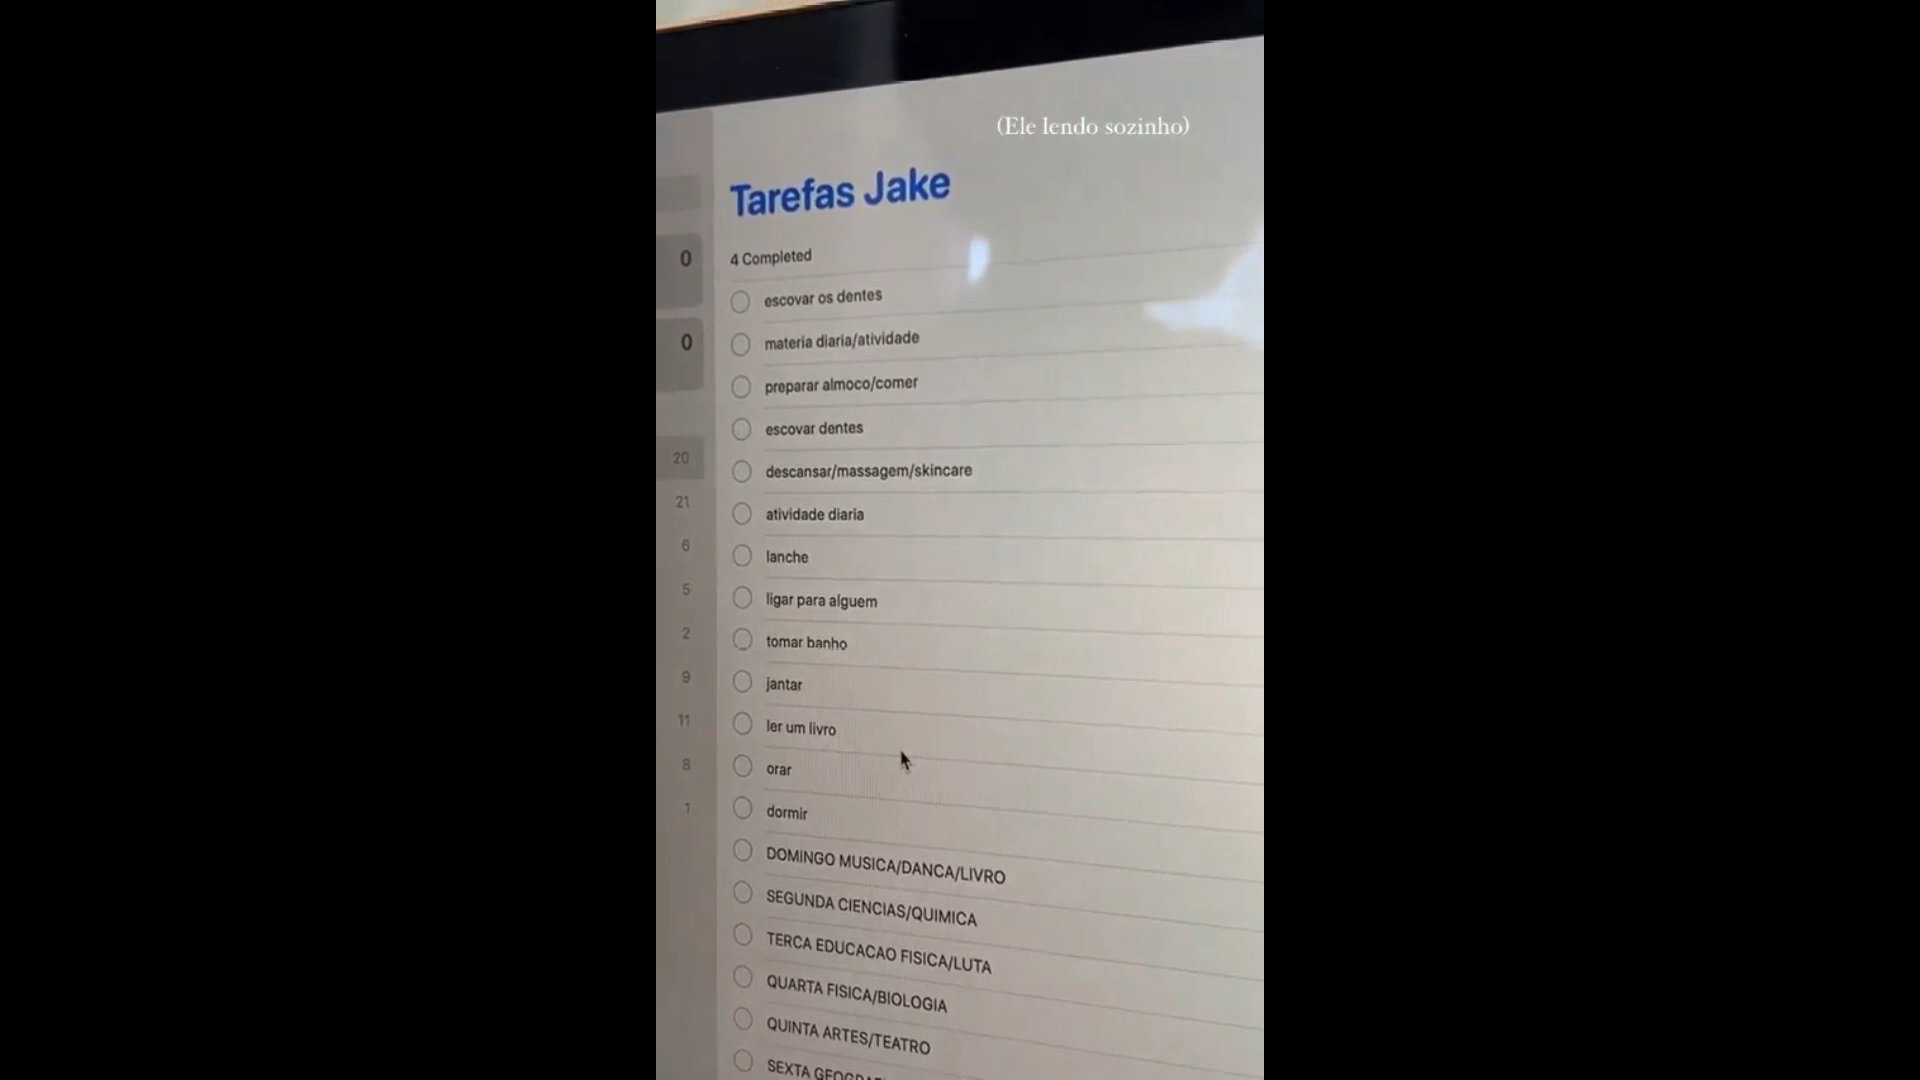 (Ele lendo sozinho)
Tarefas Jake
0
4 Completed
escovar os dentes
0
materia diaria/atividade
preparar almoco/comer
escovar dentes
20
descansar/massagem/skincare
21
atividade diaria
6
lanche
5
ligar para alguem
2
tomar banho
9
jantar
11
ler um livro
8
orar
1
dormir
DOMINGO MUSICA/DANCA/LIVRO
SEGUNDA CIENCIAS/QUIMICA
TERCA EDUCACAO FISICA/LUTA
QUARTA FISICA/BIOLOGIA
QUINTA ARTES/TEATRO
SEXTA